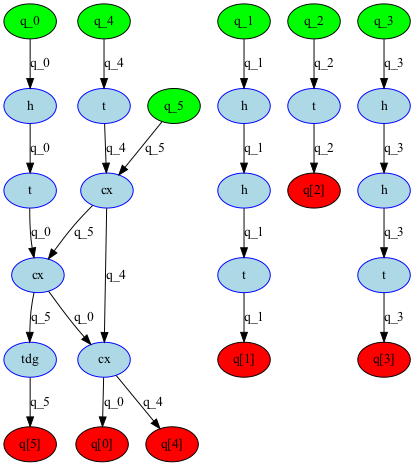 q_0 q_4 q_1 q_2 q_3
q_0 q_4 q_1 q_2 q_3
h t q_5 h t h
q_0 q_4 q_5 q_1 q_2 q_3
t cx h q[2] h
q_0 q_5 q_1 q_3
cx q_4 t t
q_5 q_0 q_1 q_3
tdg cx q[1] q[3]
q_5 q_0 q_4
q[5] q[0] q[4]